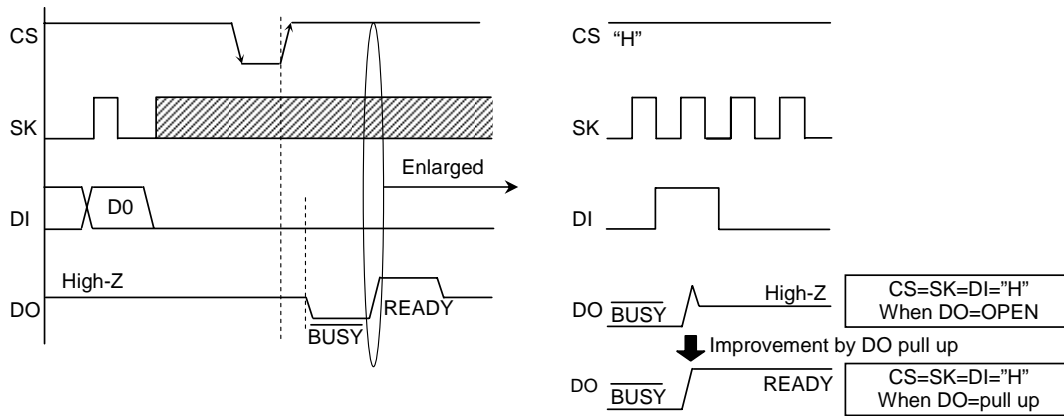 CS
SK
DI
D0
Enlarged
DO
High-Z
BUSY
READY
CS "H"
SK
DI
DO
BUSY
High-Z
CS=SK=DI="H"
When DO=OPEN
Improvement by DO pull up
DO
BUSY
READY
CS=SK=DI="H"
When DO=pull up